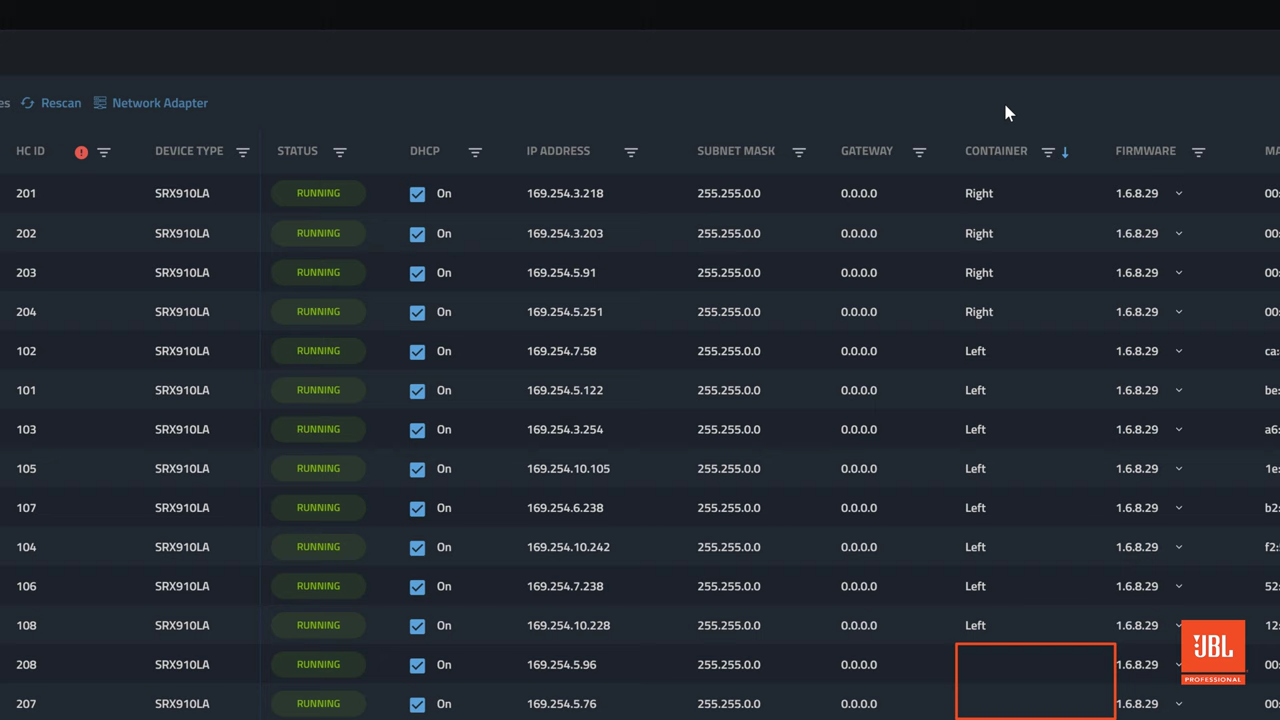 es Rescan Network Adapter
HC ID ! DEVICE TYPE STATUS DHCP IP ADDRESS SUBNET MASK GATEWAY CONTAINER FIRMWARE MA
201 SRX910LA RUNNING On 169.254.3.218 255.255.0.0 0.0.0.0 Right 1.6.8.29 00:
202 SRX910LA RUNNING On 169.254.3.203 255.255.0.0 0.0.0.0 Right 1.6.8.29 00:
203 SRX910LA RUNNING On 169.254.5.91 255.255.0.0 0.0.0.0 Right 1.6.8.29 00:
204 SRX910LA RUNNING On 169.254.5.251 255.255.0.0 0.0.0.0 Right 1.6.8.29 00:
102 SRX910LA RUNNING On 169.254.7.58 255.255.0.0 0.0.0.0 Left 1.6.8.29 ca:
101 SRX910LA RUNNING On 169.254.5.122 255.255.0.0 0.0.0.0 Left 1.6.8.29 be:
103 SRX910LA RUNNING On 169.254.3.254 255.255.0.0 0.0.0.0 Left 1.6.8.29 a6:
105 SRX910LA RUNNING On 169.254.10.105 255.255.0.0 0.0.0.0 Left 1.6.8.29 1e:
107 SRX910LA RUNNING On 169.254.6.238 255.255.0.0 0.0.0.0 Left 1.6.8.29 b2:
104 SRX910LA RUNNING On 169.254.10.242 255.255.0.0 0.0.0.0 Left 1.6.8.29 f2:
106 SRX910LA RUNNING On 169.254.7.238 255.255.0.0 0.0.0.0 Left 1.6.8.29 52:
108 SRX910LA RUNNING On 169.254.10.228 255.255.0.0 0.0.0.0 Left 1.6.8.29 12:
208 SRX910LA RUNNING On 169.254.5.96 255.255.0.0 0.0.0.0 1.6.8.29 00:
207 SRX910LA RUNNING On 169.254.5.76 255.255.0.0 0.0.0.0 1.6.8.29 00:
JBL
PROFESSIONAL